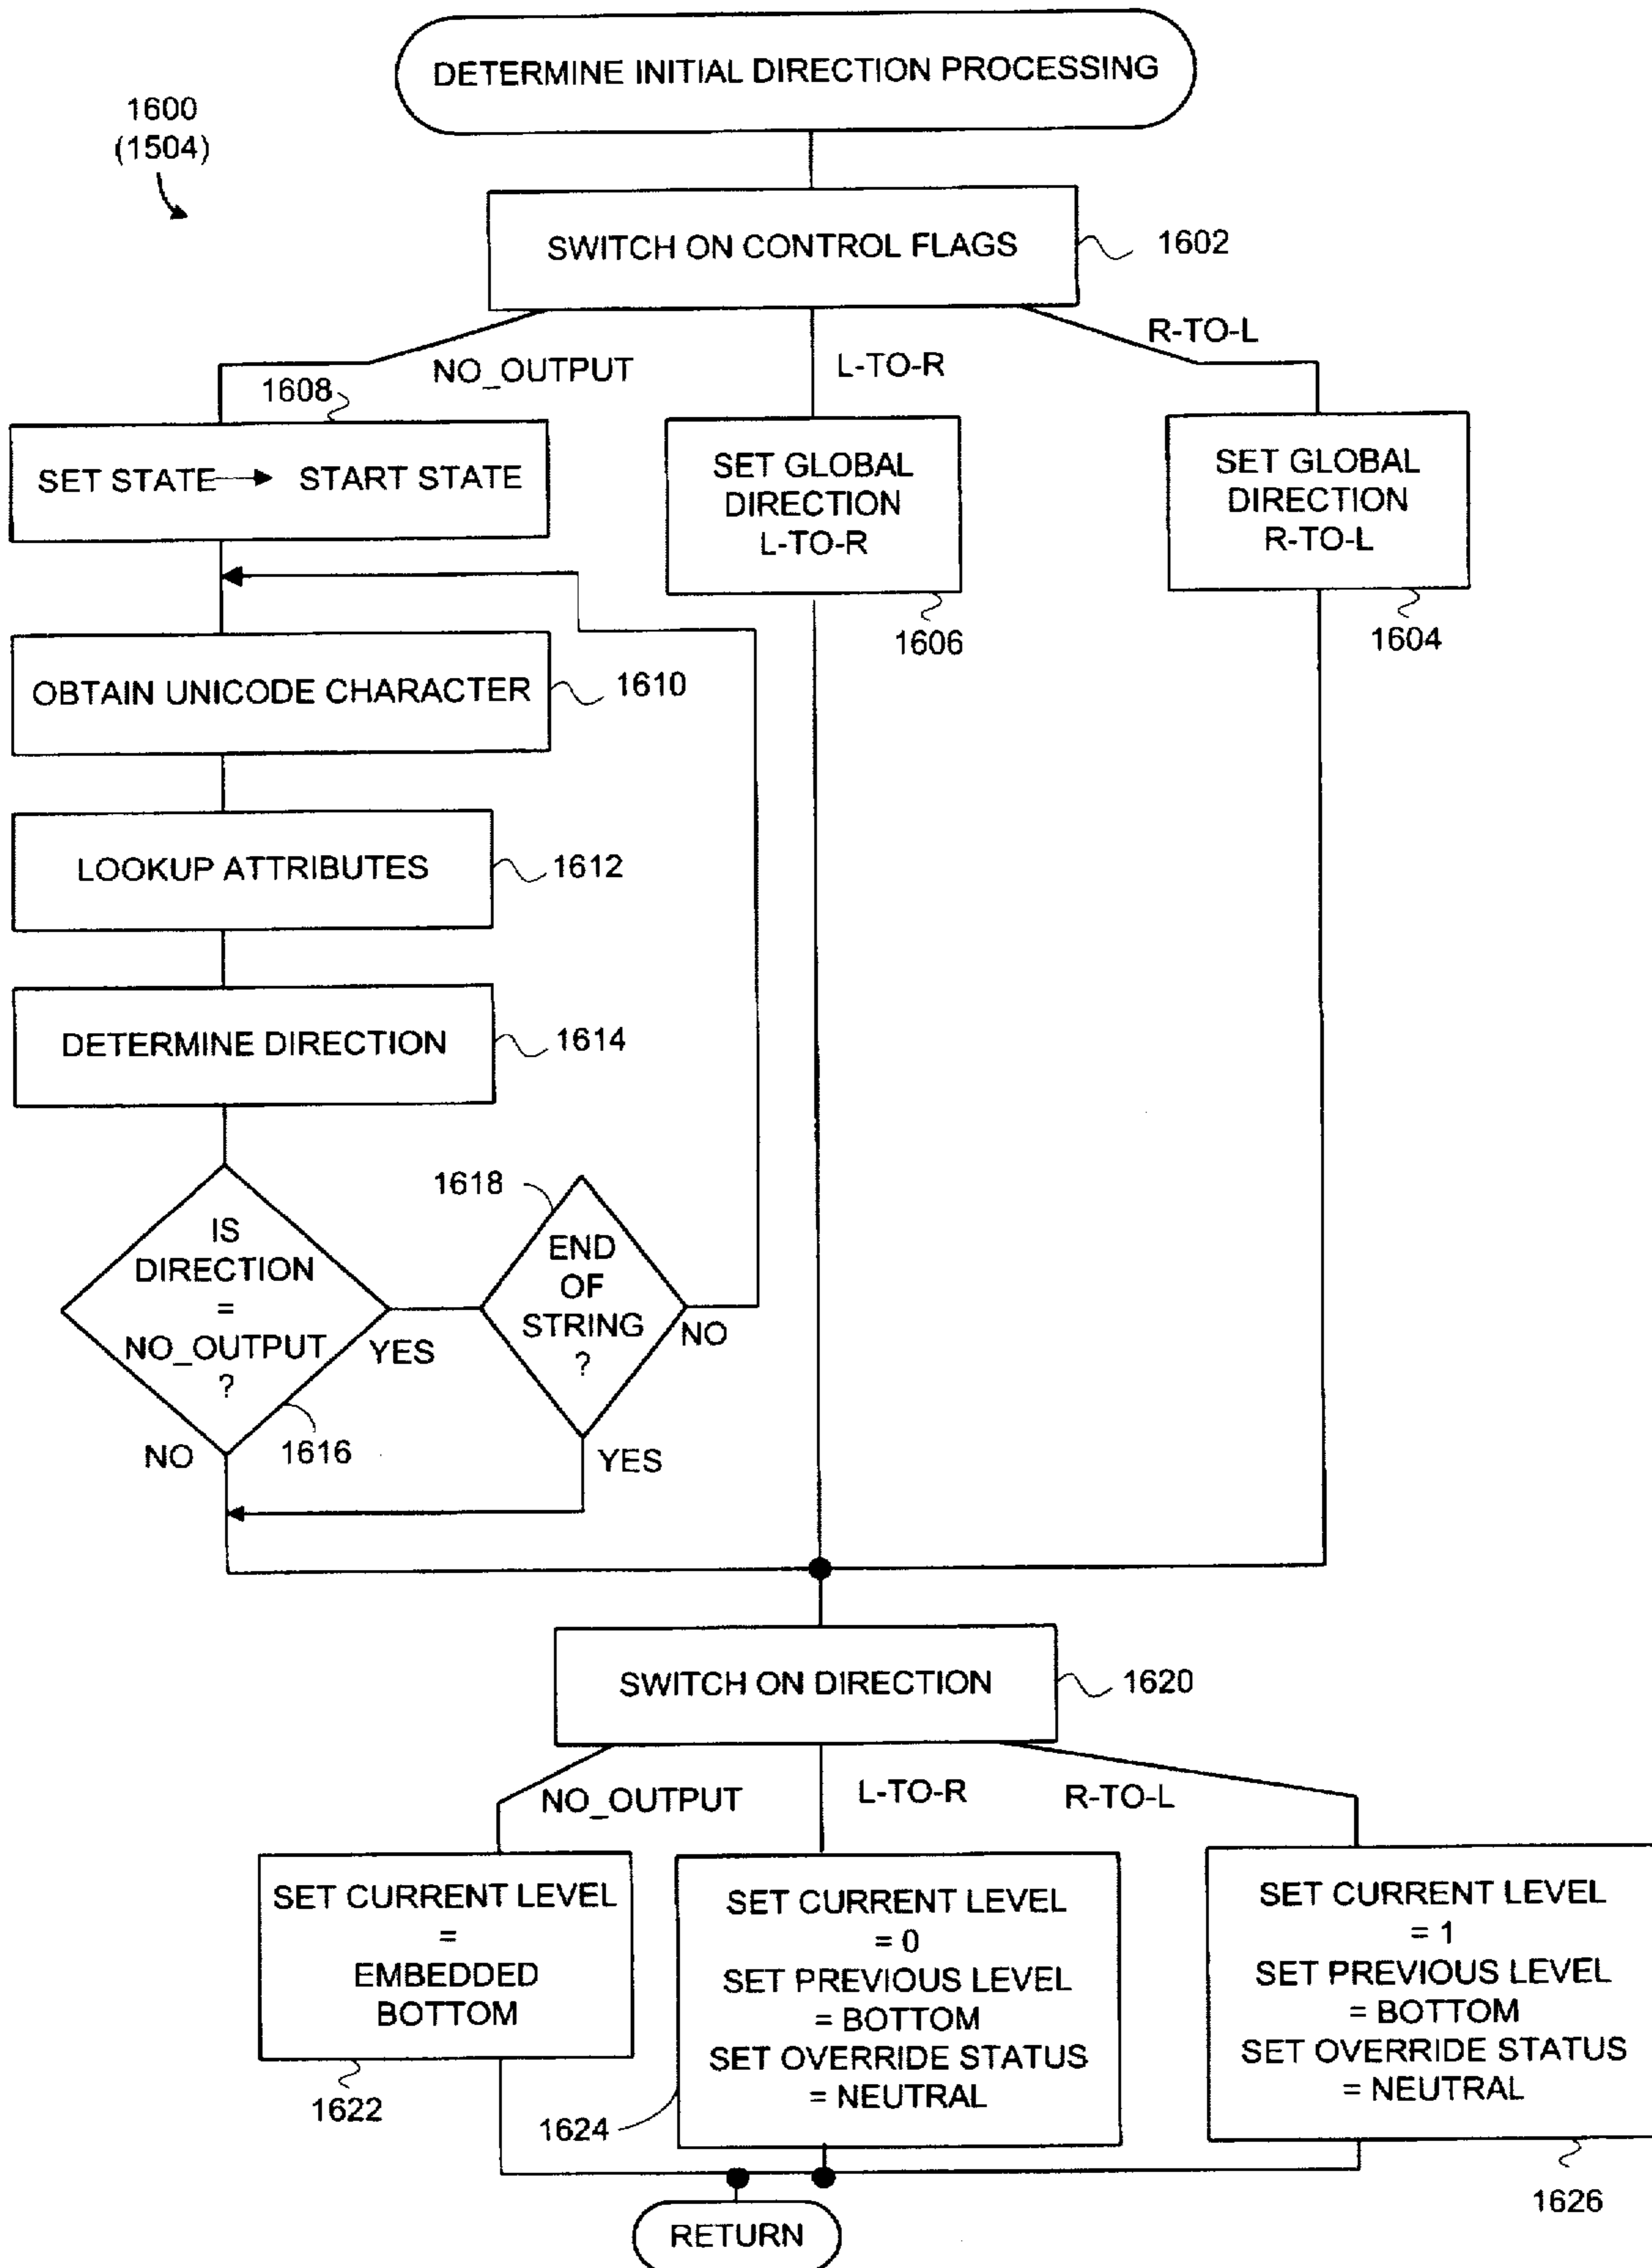 DETERMINE INITIAL DIRECTION PROCESSING
1600
(1504)
SWITCH ON CONTROL FLAGS
1602
NO_OUTPUT
L-TO-R
R-TO-L
1608
SET STATE → START STATE
SET GLOBAL
DIRECTION
L-TO-R
1606
SET GLOBAL
DIRECTION
R-TO-L
1604
OBTAIN UNICODE CHARACTER
1610
LOOKUP ATTRIBUTES
1612
DETERMINE DIRECTION
1614
IS
DIRECTION
=
NO_OUTPUT
?
YES
NO
1616
1618
END
OF
STRING
?
NO
YES
SWITCH ON DIRECTION
1620
NO_OUTPUT
L-TO-R
R-TO-L
SET CURRENT LEVEL
=
EMBEDDED
BOTTOM
1622
SET CURRENT LEVEL
= 0
SET PREVIOUS LEVEL
= BOTTOM
SET OVERRIDE STATUS
= NEUTRAL
1624
SET CURRENT LEVEL
= 1
SET PREVIOUS LEVEL
= BOTTOM
SET OVERRIDE STATUS
= NEUTRAL
1626
RETURN